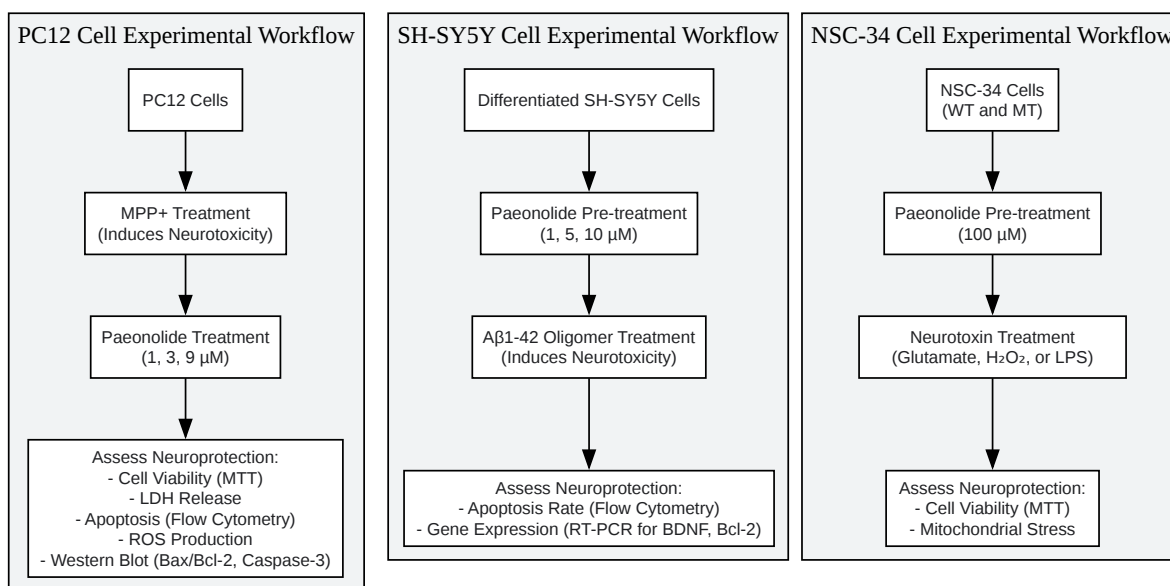 PC12 Cell Experimental Workflow
PC12 Cells
MPP+ Treatment
(Induces Neurotoxicity)
Paeonolide Treatment
(1, 3, 9 µM)
Assess Neuroprotection:
- Cell Viability (MTT)
- LDH Release
- Apoptosis (Flow Cytometry)
- ROS Production
- Western Blot (Bax/Bcl-2, Caspase-3)
SH-SY5Y Cell Experimental Workflow
Differentiated SH-SY5Y Cells
Paeonolide Pre-treatment
(1, 5, 10 µM)
Aβ1-42 Oligomer Treatment
(Induces Neurotoxicity)
Assess Neuroprotection:
- Apoptosis Rate (Flow Cytometry)
- Gene Expression (RT-PCR for BDNF, Bcl-2)
NSC-34 Cell Experimental Workflow
NSC-34 Cells
(WT and MT)
Paeonolide Pre-treatment
(100 µM)
Neurotoxin Treatment
(Glutamate, H₂O₂, or LPS)
Assess Neuroprotection:
- Cell Viability (MTT)
- Mitochondrial Stress